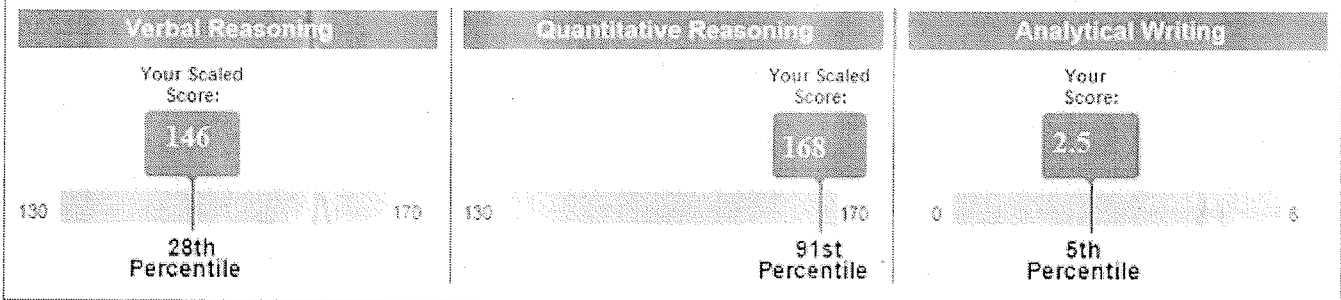 Verbal Reasoning
Your Scaled
Score:
146
130
170
28th
Percentile
Quantitative Reasoning
Your Scaled
Score:
168
130
170
91st
Percentile
Analytical Writing
Your
Score:
2.5
0
6
5th
Percentile